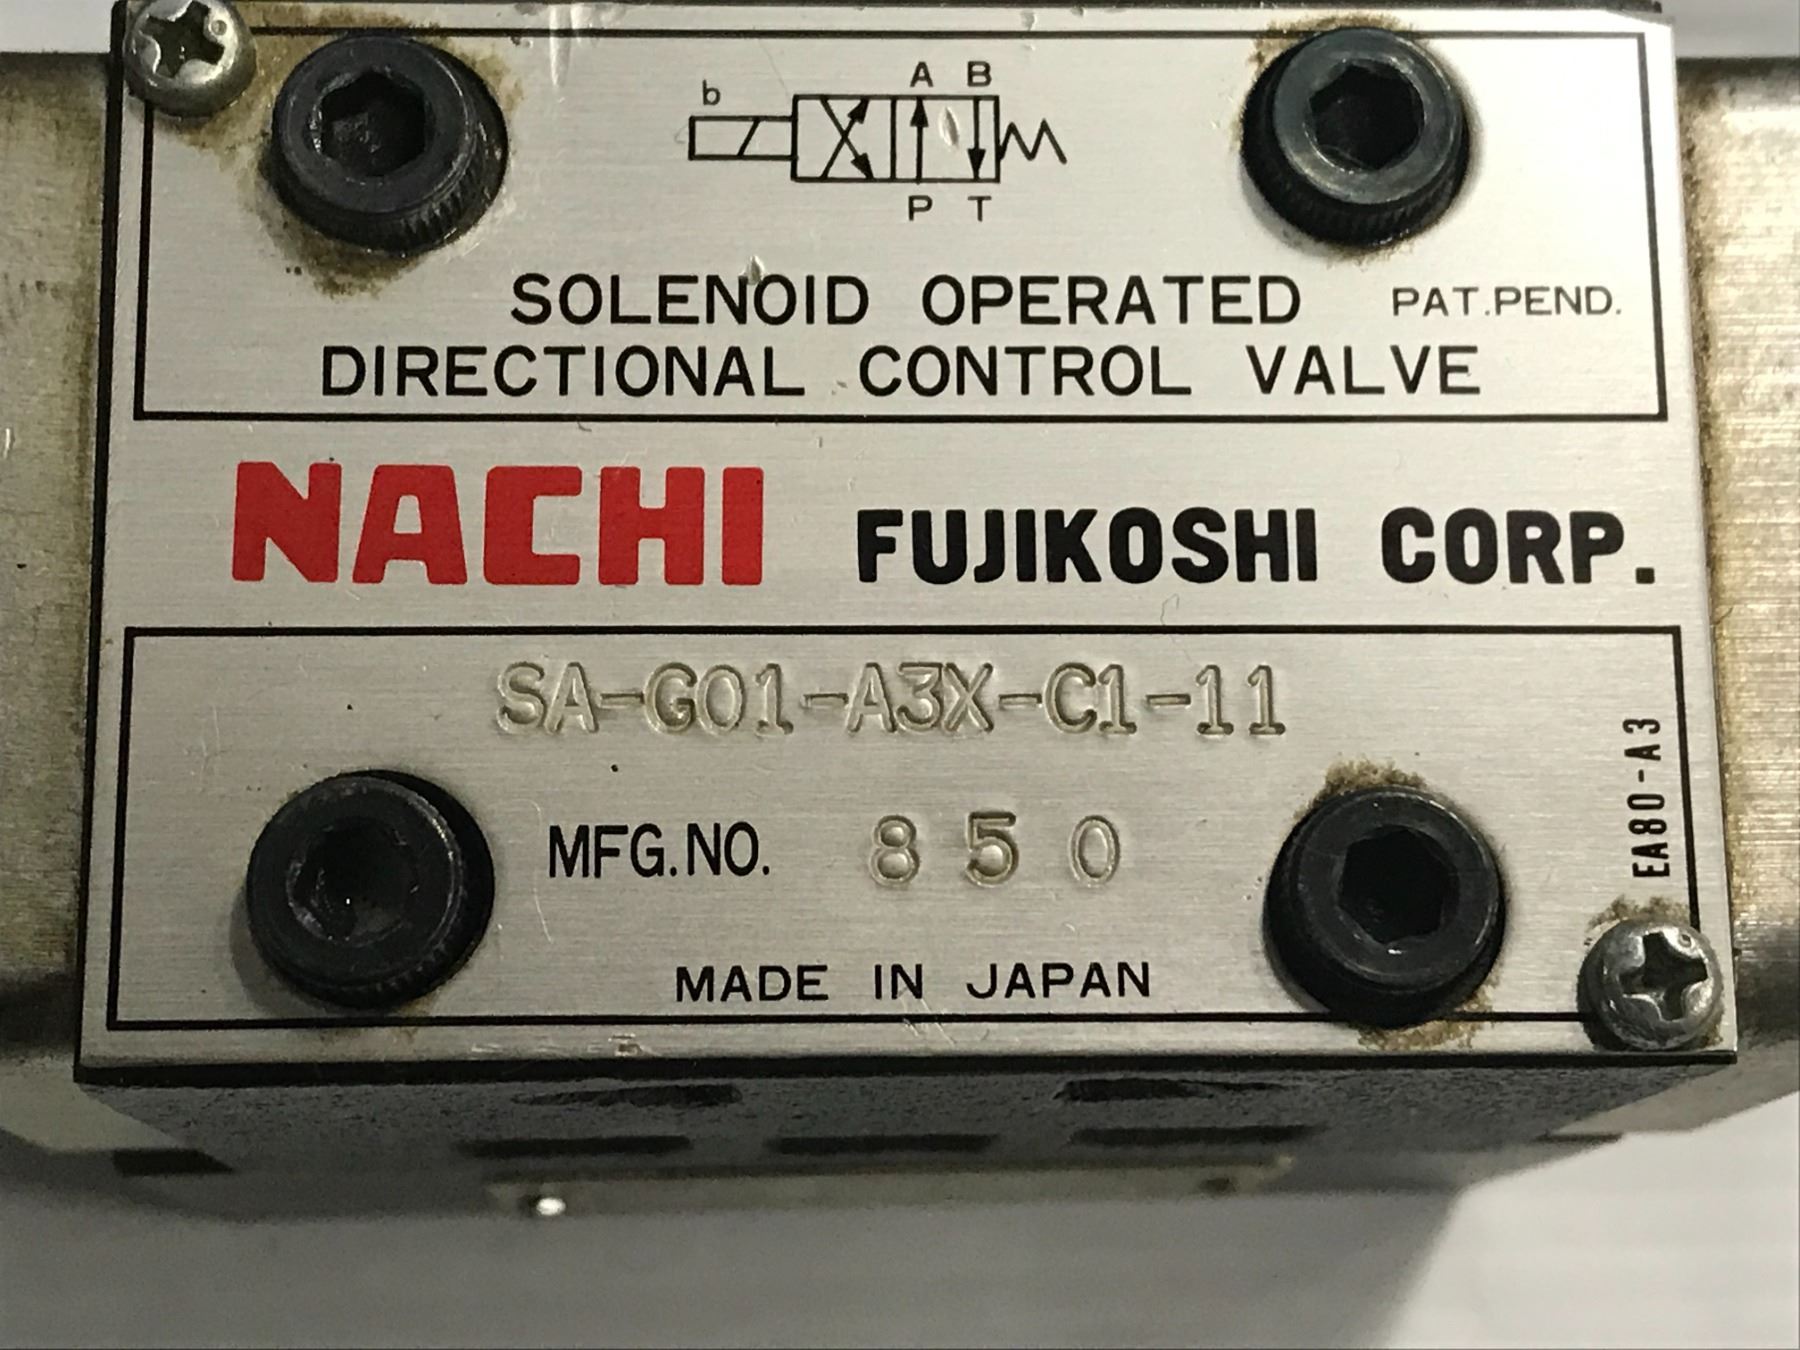 b
A B
P T
SOLENOID OPERATED PAT.PEND.
DIRECTIONAL CONTROL VALVE
NACHI FUJIKOSHI CORP.
SA-G01-A3X-C1-11
MFG.NO. 850
MADE IN JAPAN
EA80-A3